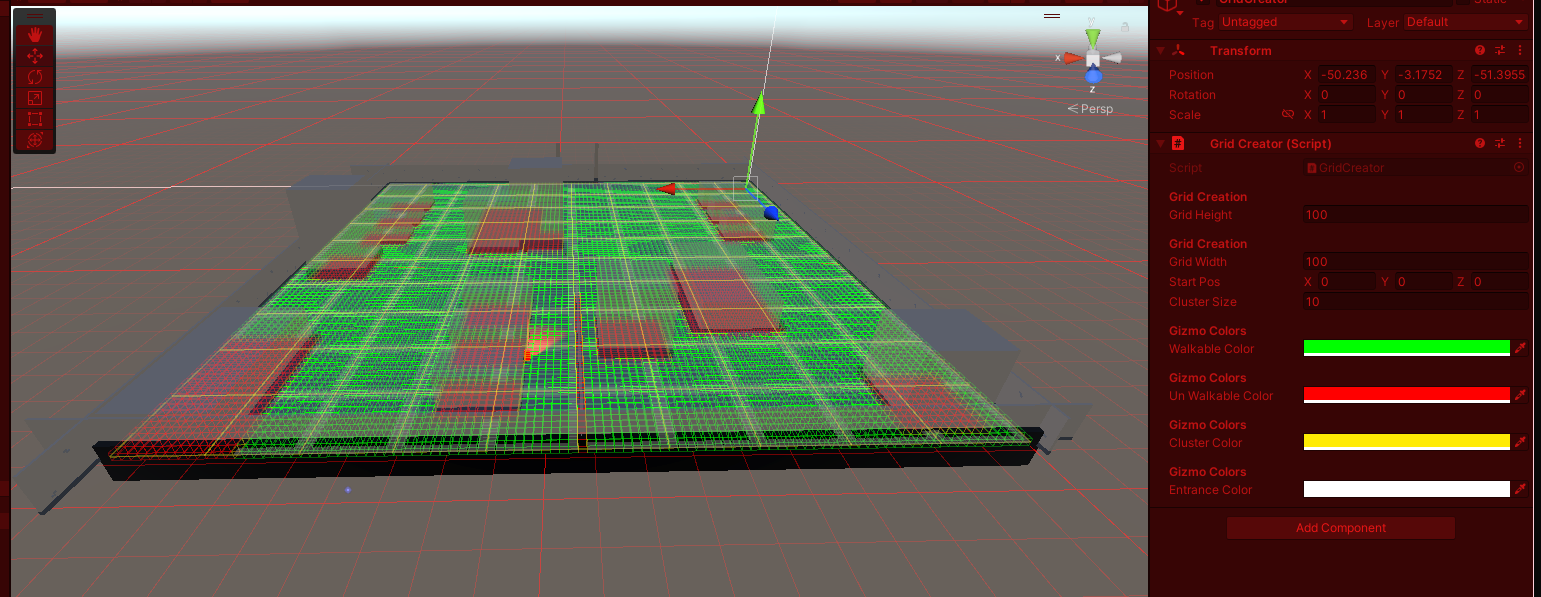 GridCreator
Static
Tag Untagged Layer Default
Transform
Position X -50.236 Y -3.1752 Z -51.3955
Rotation X 0 Y 0 Z 0
Scale X 1 Y 1 Z 1
Grid Creator (Script)
Script GridCreator
Grid Creation
Grid Height 100
Grid Creation
Grid Width 100
Start Pos X 0 Y 0 Z 0
Cluster Size 10
Gizmo Colors
Walkable Color
Gizmo Colors
Un Walkable Color
Gizmo Colors
Cluster Color
Gizmo Colors
Entrance Color
Add Component
y
x
z
Persp